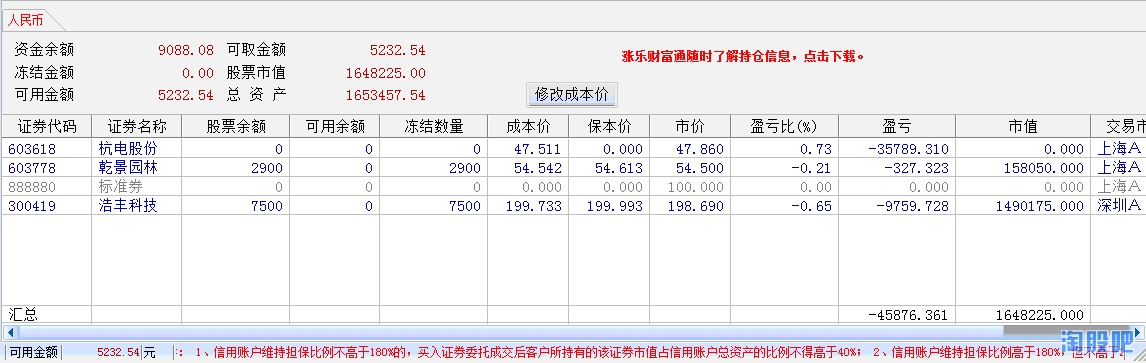 人民币
资金余额 9088.08 可取金额 5232.54
涨乐财富通随时了解持仓信息，点击下载。
冻结金额 0.00 股票市值 1648225.00
可用金额 5232.54 总 资 产 1653457.54
修改成本价
证券代码 证券名称 股票余额 可用余额 冻结数量 成本价 保本价 市价 盈亏比(%) 盈亏 市值 交易市
603618 杭电股份 0 0 0 47.511 0.000 47.860 0.73 -35789.310 0.000 上海A
603778 乾景园林 2900 0 2900 54.542 54.613 54.500 -0.21 -327.323 158050.000 上海A
888880 标准券 0 0 0 0.000 0.000 100.000 0.00 0.000 0.000 上海A
300419 浩丰科技 7500 0 7500 199.733 199.993 198.690 -0.65 -9759.728 1490175.000 深圳A
汇总 -45876.361 1648225.000
淘股吧
可用金额 5232.54 元 : 1、信用账户维持担保比例不高于180%的，买入证券委托成交后客户所持有的该证券市值占信用账户总资产的比例不得高于40%； 2、信用账户维持担保比例高于180%，